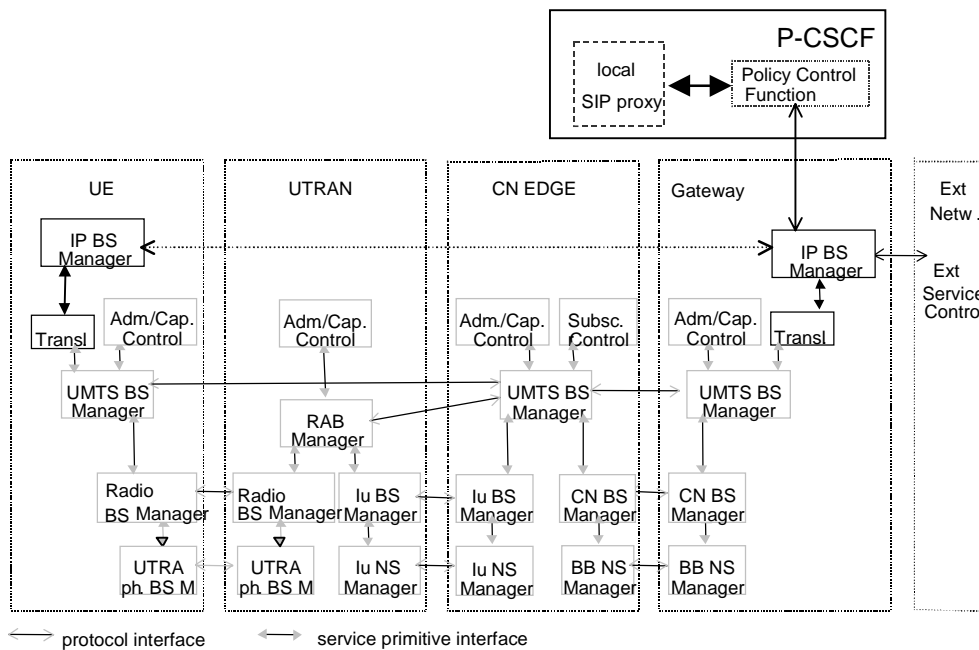 P-CSCF
local
SIP proxy
Policy Control
Function
UE
UTRAN
CN EDGE
Gateway
Ext
Netw .
IP BS
Manager
IP BS
Manager
Ext
Service
Control
Transl.
Adm./Cap.
Control
Adm/Cap.
Control
Adm./Cap.
Control
Subsc.
Control
Adm/Cap.
Control
Transl.
UMTS BS
Manager
UMTS BS
Manager
UMTS BS
Manager
RAB
Manager
Radio
BS Manager
Radio
BS Manager
Iu BS
Manager
Iu BS
Manager
CN BS
Manager
CN BS
Manager
UTRA
ph. BS M
UTRA
ph. BS M
Iu NS
Manager
Iu NS
Manager
BB NS
Manager
BB NS
Manager
protocol interface
service primitive interface